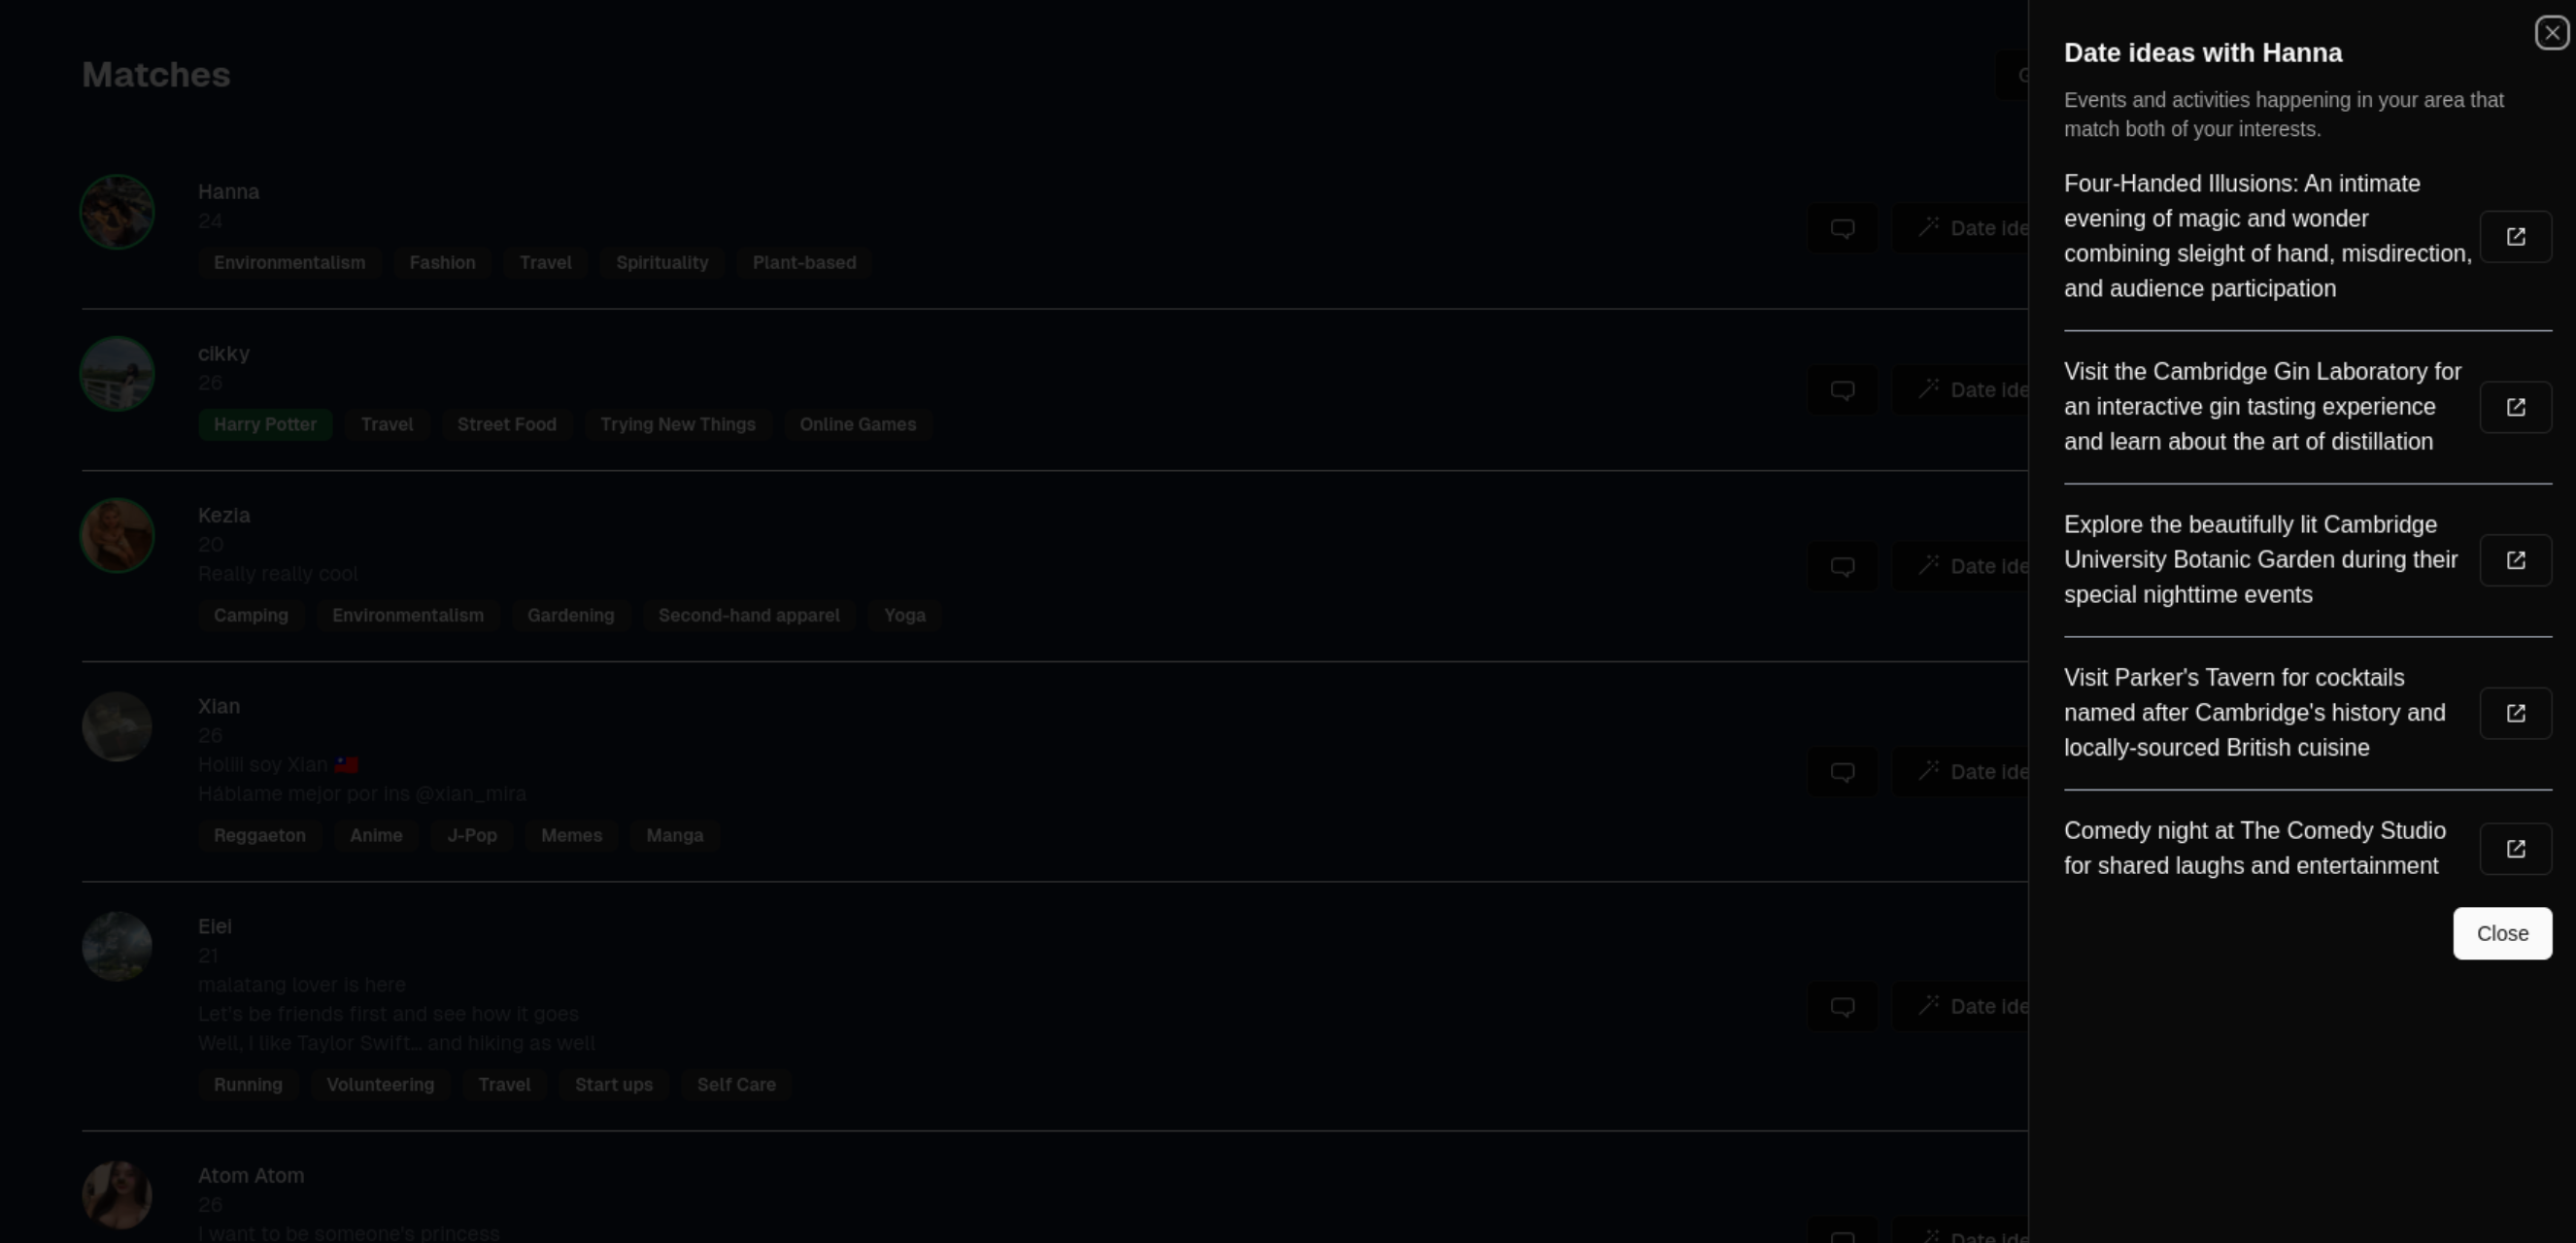 Matches
Hanna
24
Environmentalism Fashion Travel Spirituality Plant-based
Date ide
cikky
26
Harry Potter Travel Street Food Trying New Things Online Games
Date ide
Kezia
20
Really really cool
Camping Environmentalism Gardening Second-hand apparel Yoga
Date ide
Xian
26
Holiii soy Xian 🇹🇼
Háblame mejor por ins @xian_mira
Reggaeton Anime J-Pop Memes Manga
Date ide
Elei
21
malatang lover is here
Let's be friends first and see how it goes
Well, I like Taylor Swift... and hiking as well
Running Volunteering Travel Start ups Self Care
Date ide
Atom Atom
26
I want to be someone's princess
Date ide
Date ideas with Hanna
Events and activities happening in your area that
match both of your interests.
Four-Handed Illusions: An intimate
evening of magic and wonder
combining sleight of hand, misdirection,
and audience participation
Visit the Cambridge Gin Laboratory for
an interactive gin tasting experience
and learn about the art of distillation
Explore the beautifully lit Cambridge
University Botanic Garden during their
special nighttime events
Visit Parker's Tavern for cocktails
named after Cambridge's history and
locally-sourced British cuisine
Comedy night at The Comedy Studio
for shared laughs and entertainment
Close